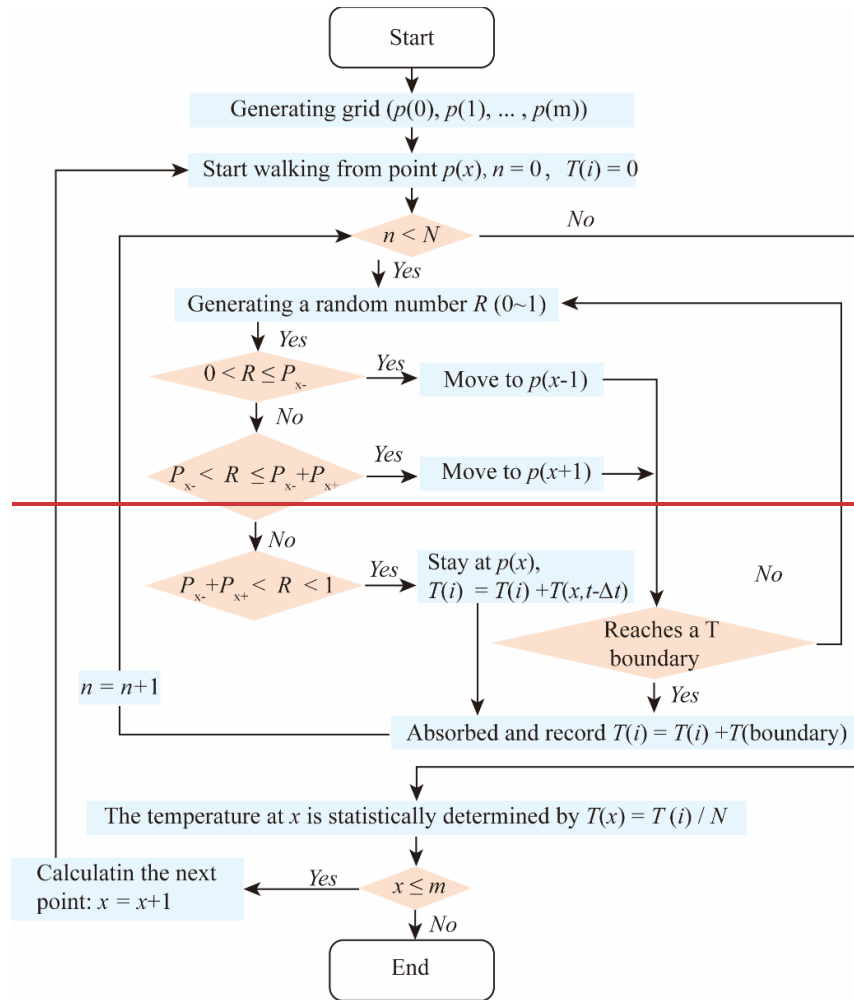 Start
Generating grid (p(0), p(1), ... , p(m))
Start walking from point p(x), n = 0 ,  T(i) = 0
n < N
No
Yes
Generating a random number R (0~1)
Yes
0 < R ≤ Pₓ₋
Yes
Move to p(x-1)
No
Pₓ₋ < R ≤ Pₓ₋+Pₓ₊
Yes
Move to p(x+1)
No
Pₓ₋+Pₓ₊ < R < 1
Yes
Stay at p(x),
T(i) = T(i) +T(x,t-Δt)
No
Reaches a T
boundary
Yes
n = n+1
Absorbed and record T(i) = T(i) +T(boundary)
The temperature at x is statistically determined by T(x) = T (i) / N
Calculatin the next
point: x = x+1
Yes
x ≤ m
No
End